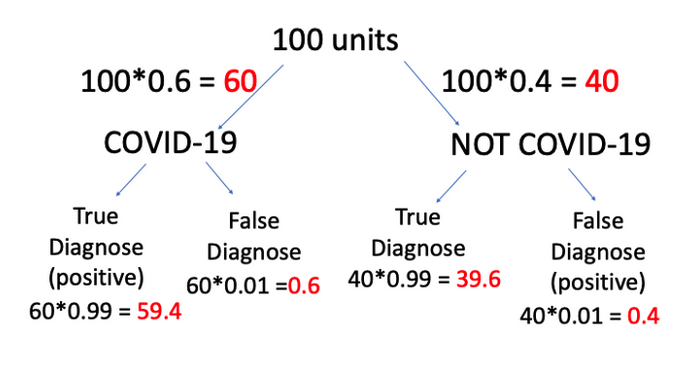 100 units
100*0.6 = 60
100*0.4 = 40
COVID-19
NOT COVID-19
True
Diagnose
(positive)
60*0.99 = 59.4
False
Diagnose
60*0.01 =0.6
True
Diagnose
40*0.99 = 39.6
False
Diagnose
(positive)
40*0.01 = 0.4